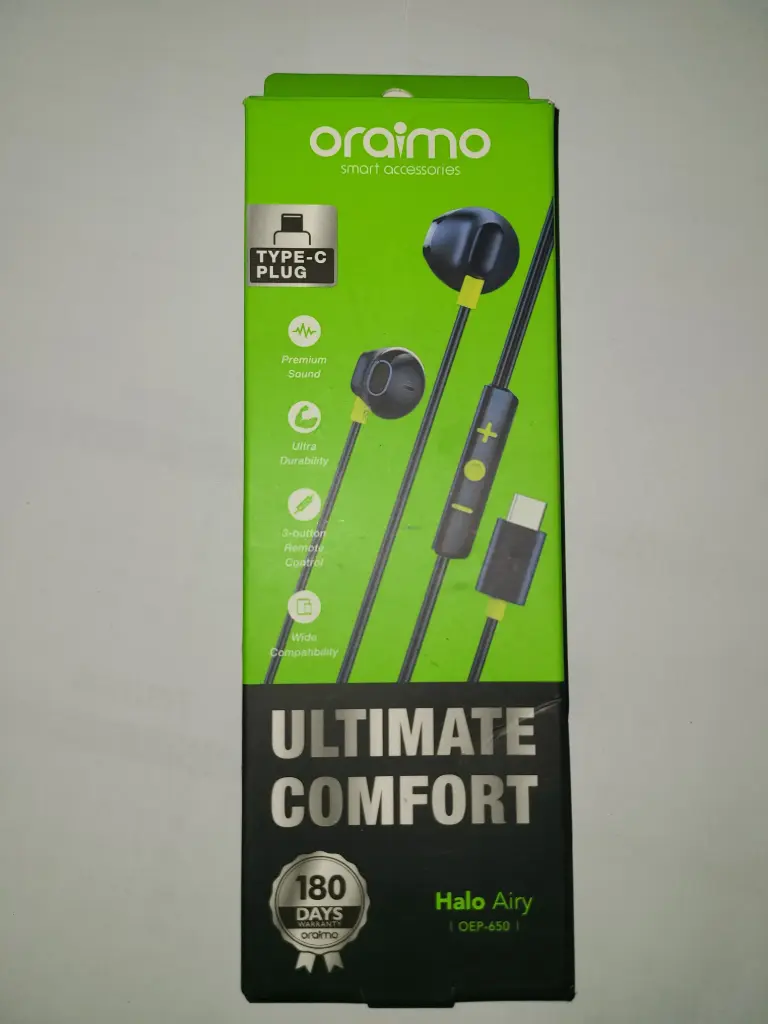 oraimo
smart accessories
TYPE-C
PLUG
Premium
Sound
Ultra
Durability
3-button
Remote
Control
Wide
Compatibility
ULTIMATE
COMFORT
180
DAYS
WARRANTY
oraimo
Halo Airy
| OEP-650 |